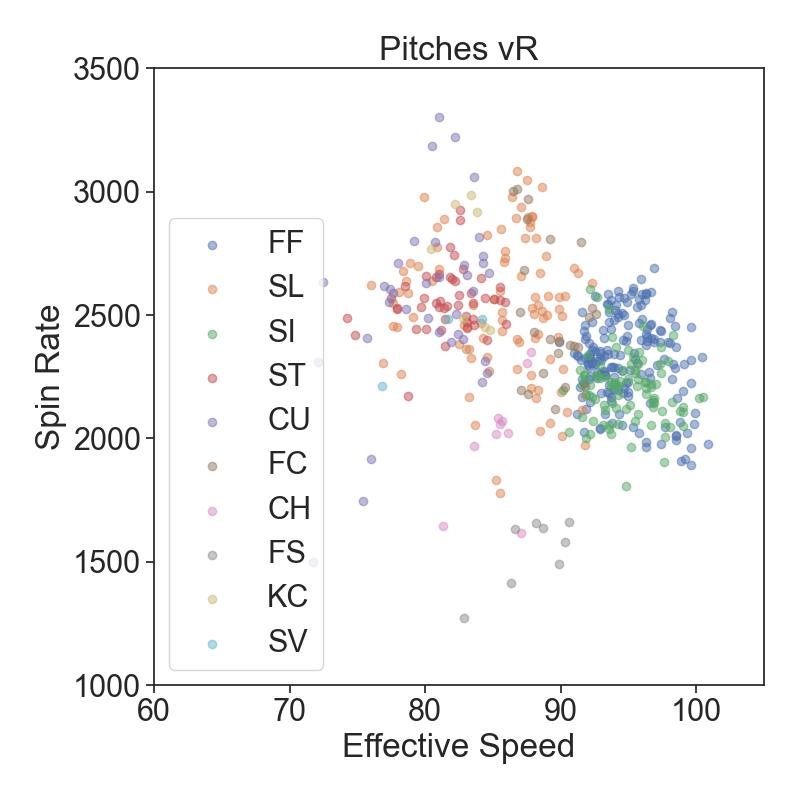 Pitches vR
Spin Rate
3500
3000
2500
2000
1500
1000
FF
SL
SI
ST
CU
FC
CH
FS
KC
SV
60 70 80 90 100
Effective Speed